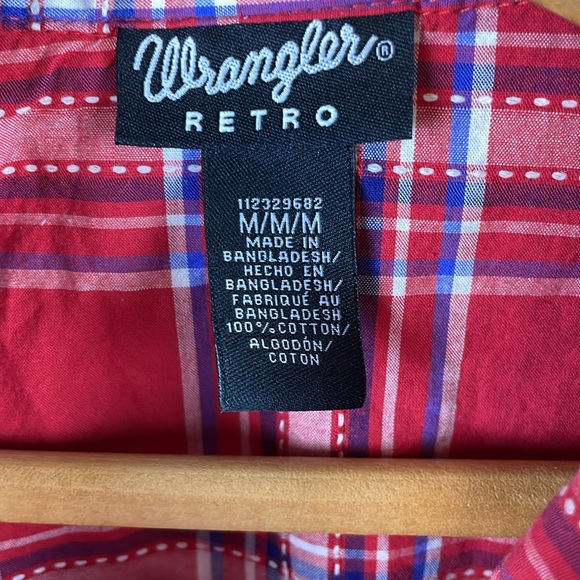 Wrangler®
RETRO
112329682
M/M/M
MADE IN
BANGLADESH/
HECHO EN
BANGLADESH/
FABRIQUÉ AU
BANGLADESH
100% COTTON/
ALGODÓN/
COTON